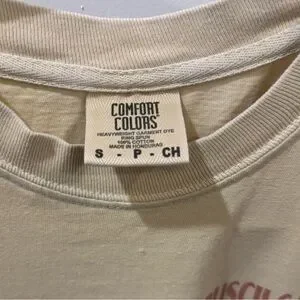 COMFORT
COLORS®
HEAVYWEIGHT GARMENT DYE
RING SPUN
100% COTTON
MADE IN HONDURAS
S - P - CH